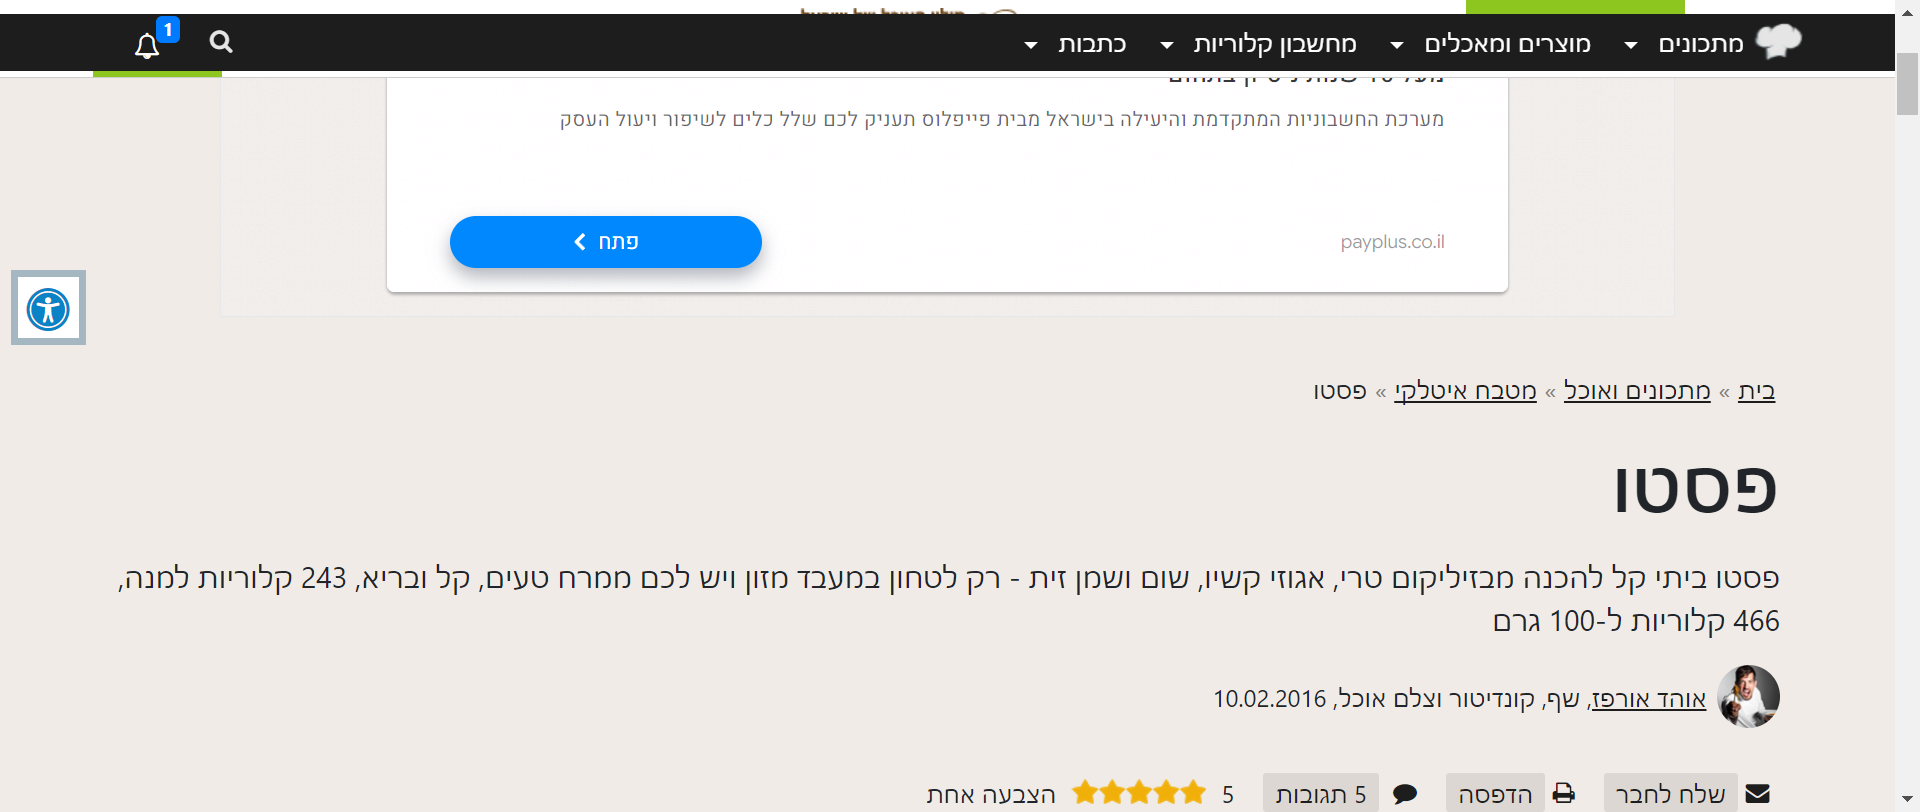 מתכונים
מוצרים ומאכלים
מחשבון קלוריות
כתבות
1
מערכת החשבוניות המתקדמת והיעילה בישראל מבית פייפלוס תעניק לכם שלל כלים לשיפור ויעול העסק
payplus.co.il
פתח
בית » מתכונים ואוכל » מטבח איטלקי » פסטו
פסטו
פסטו ביתי קל להכנה מבזיליקום טרי, אגוזי קשיו, שום ושמן זית - רק לטחון במעבד מזון ויש לכם ממרח טעים, קל ובריא, 243 קלוריות למנה,
466 קלוריות ל-100 גרם
אוהד אורפז, שף, קונדיטור וצלם אוכל, 10.02.2016
שלח לחבר
הדפסה
5 תגובות
5
הצבעה אחת